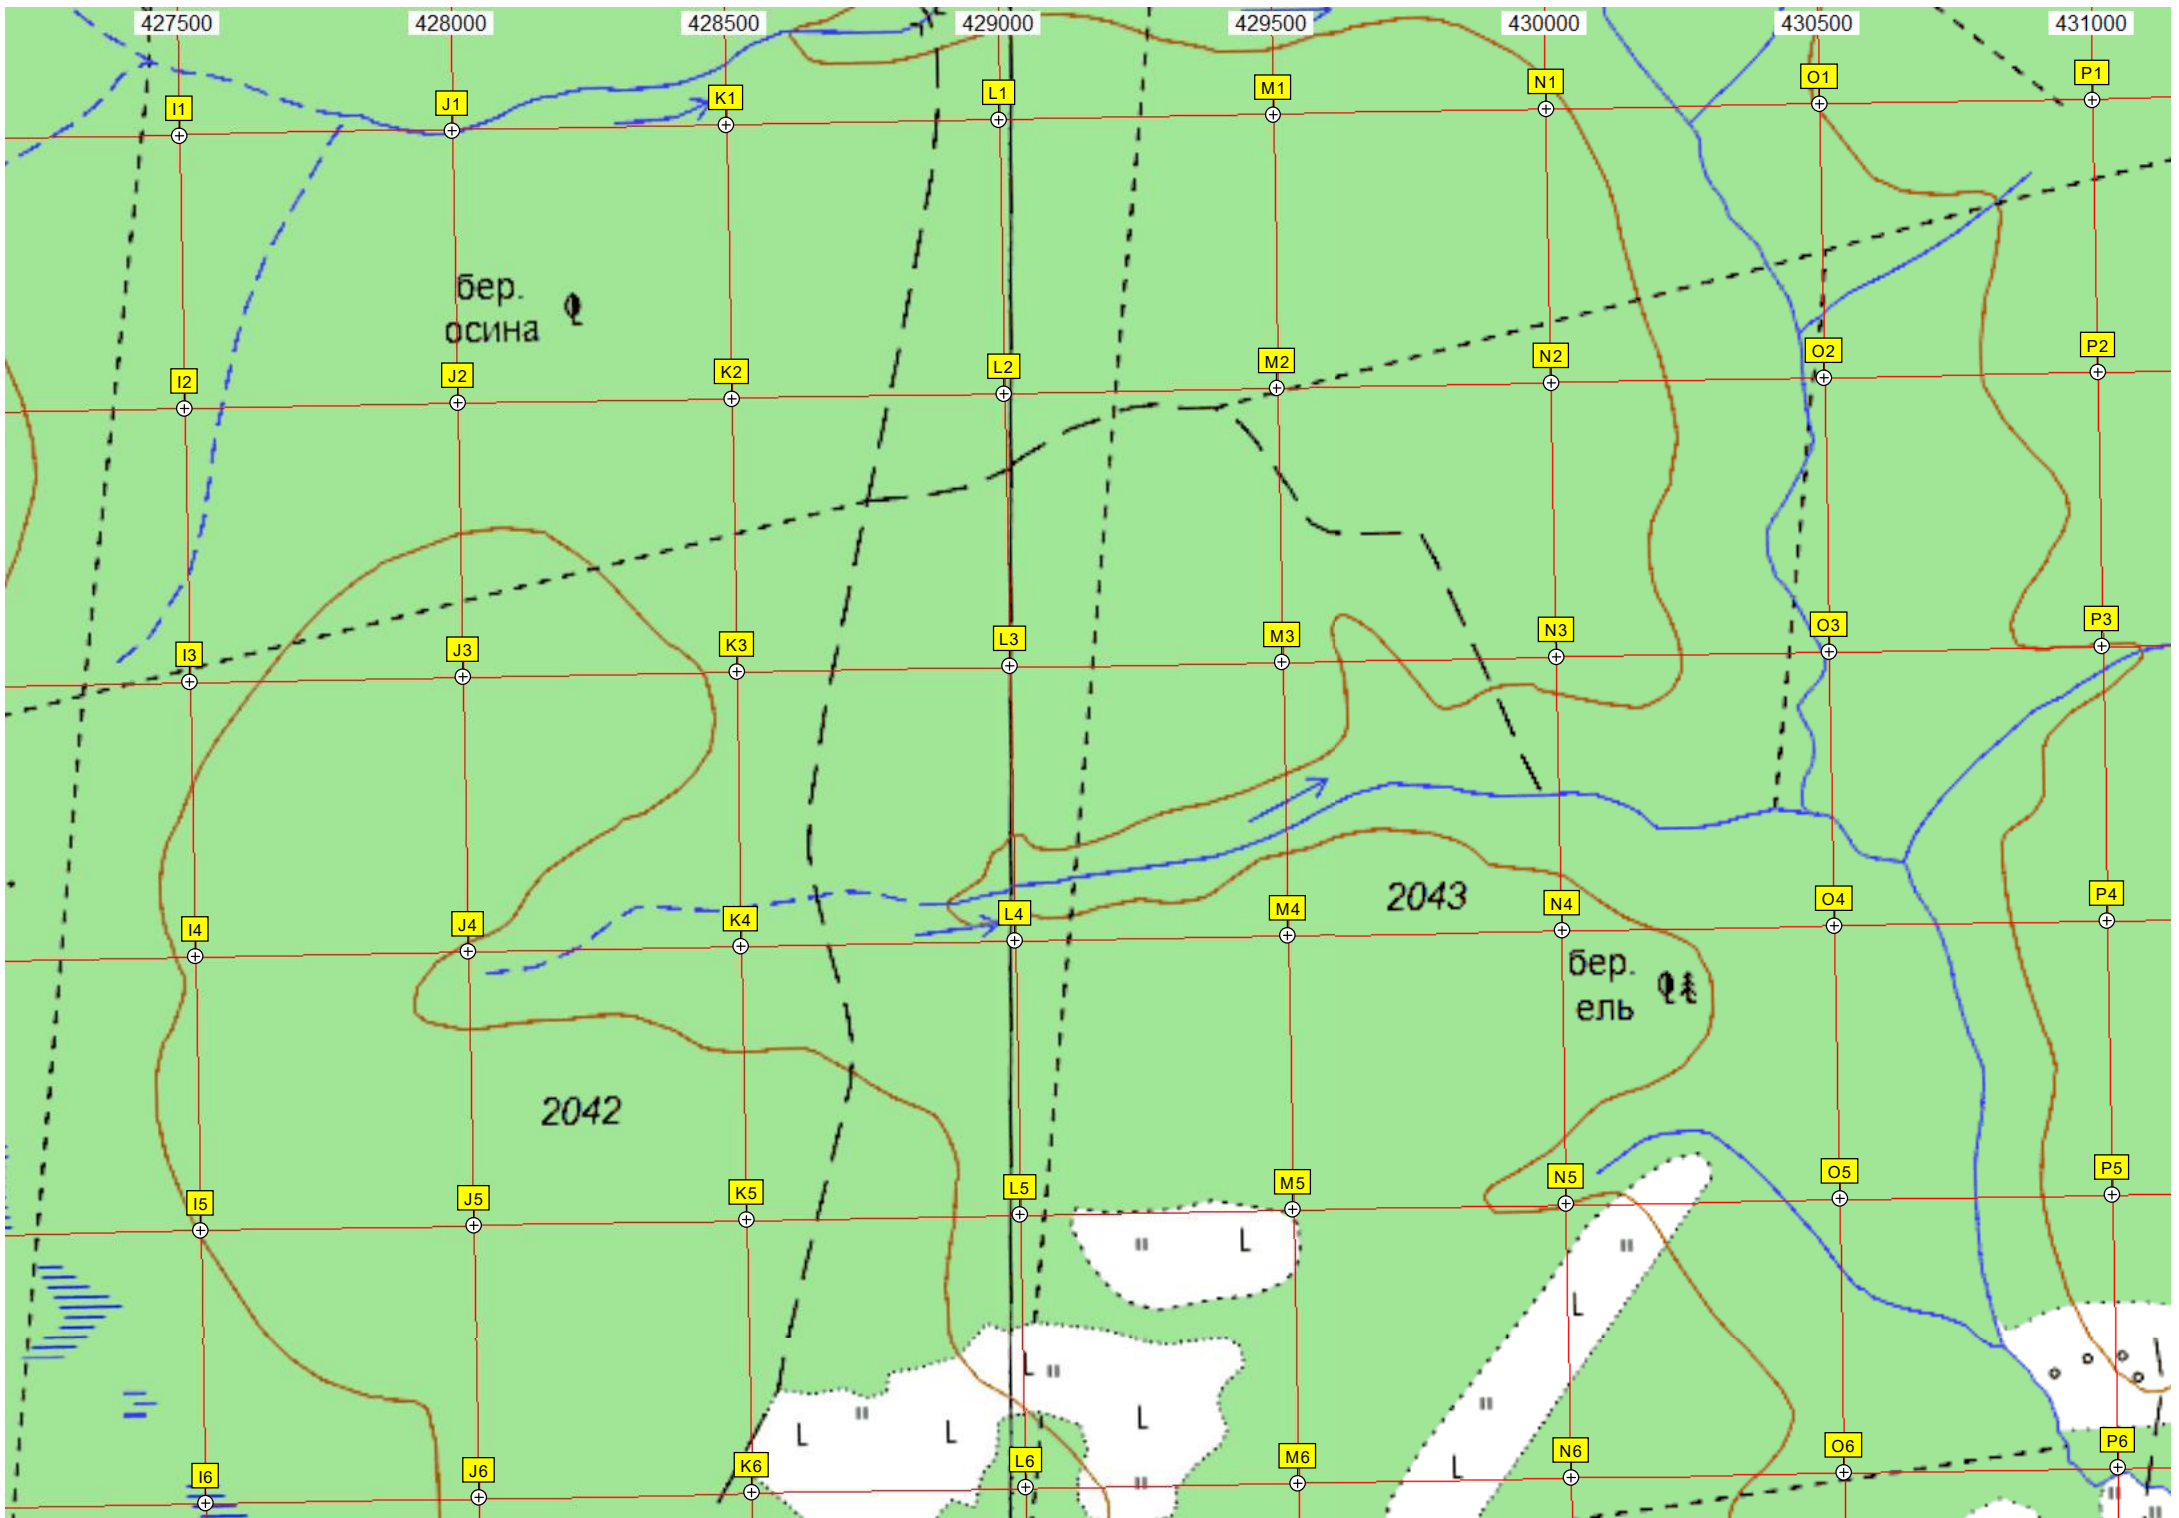 427500 428000 428500 429000 429500 430000 430500 431000
I1 J1 K1 L1 M1 N1 O1 P1
бер.
осина
I2 J2 K2 L2 M2 N2 O2 P2
I3 J3 K3 L3 M3 N3 O3 P3
2043
I4 J4 K4 L4 M4 N4 O4 P4
бер.
ель
2042
I5 J5 K5 L5 M5 N5 O5 P5
L
L
L
L
L
L
L
I6 J6 K6 L6 M6 N6 O6 P6